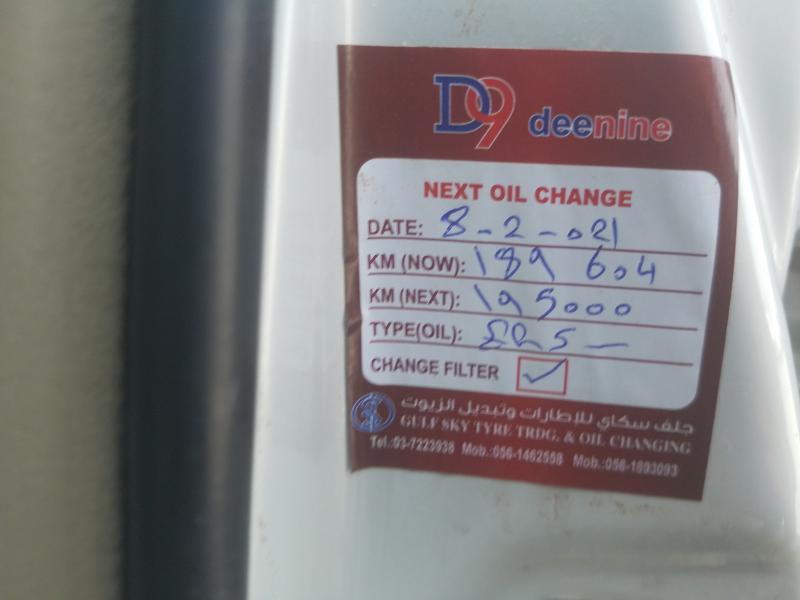 D9 deenine
NEXT OIL CHANGE
DATE: 8-2-021
KM (NOW): 189 604
KM (NEXT): 195000
TYPE(OIL):
CHANGE FILTER ✓
جلف سكاي للإطارات وتبديل الزيوت
GULF SKY TYRE TRDG. & OIL CHANGING
Tel.:03-7223938 Mob.:056-1462558 Mob.:056-1893093